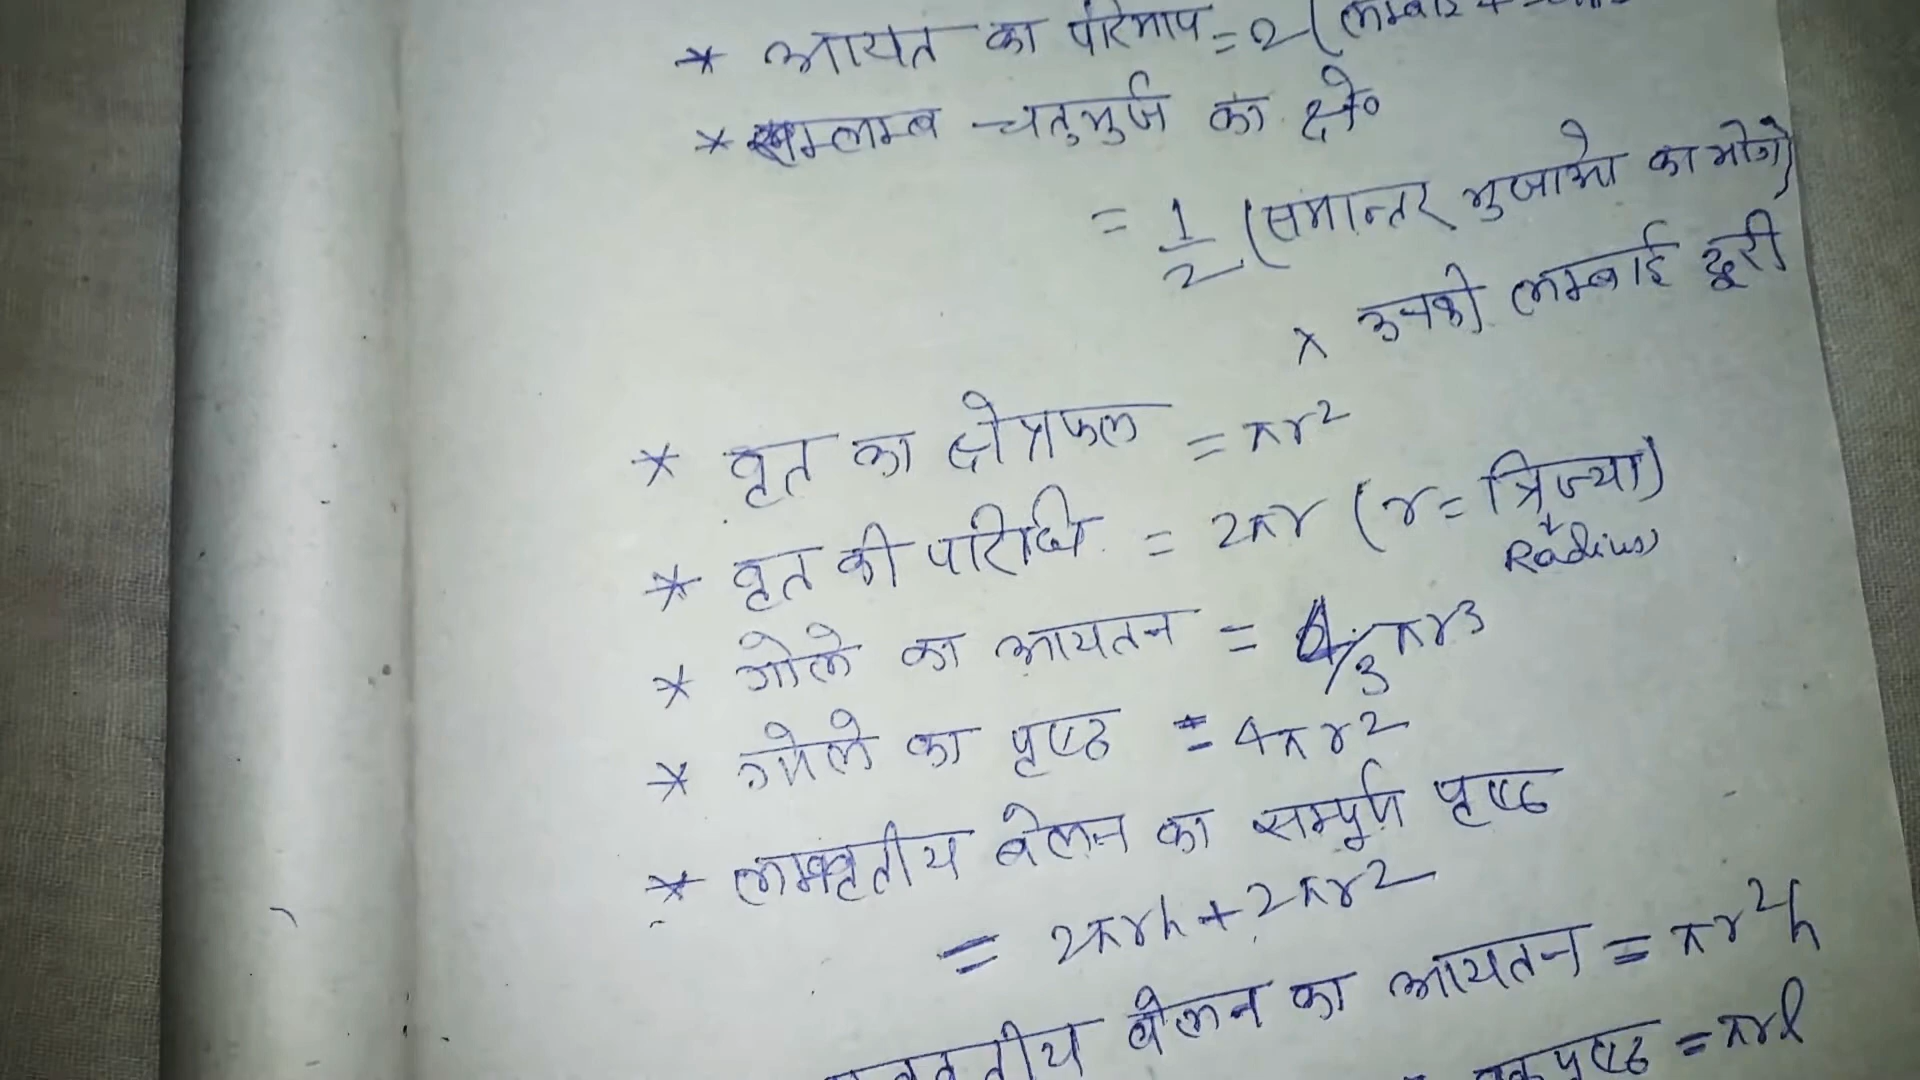 * आयत का परिमाप = 2(लम्बाई +
* समलम्ब चतुर्भुज का क्षे०
= 1/2 (समान्तर भुजाओ का योग)
x उनकी लम्बाई दूरी
* वृत का क्षेत्रफल = πr²
* वृत की परिधि = 2πr (r = त्रिज्या)
Radius
* गोले का आयतन = 4/3 πr³
* गोले का पृष्ठ = 4πr²
* लम्बवृतीय बेलन का सम्पूर्ण पृष्ठ
= 2πrh + 2πr²
बेलन का आयतन = πr²h
= πrl